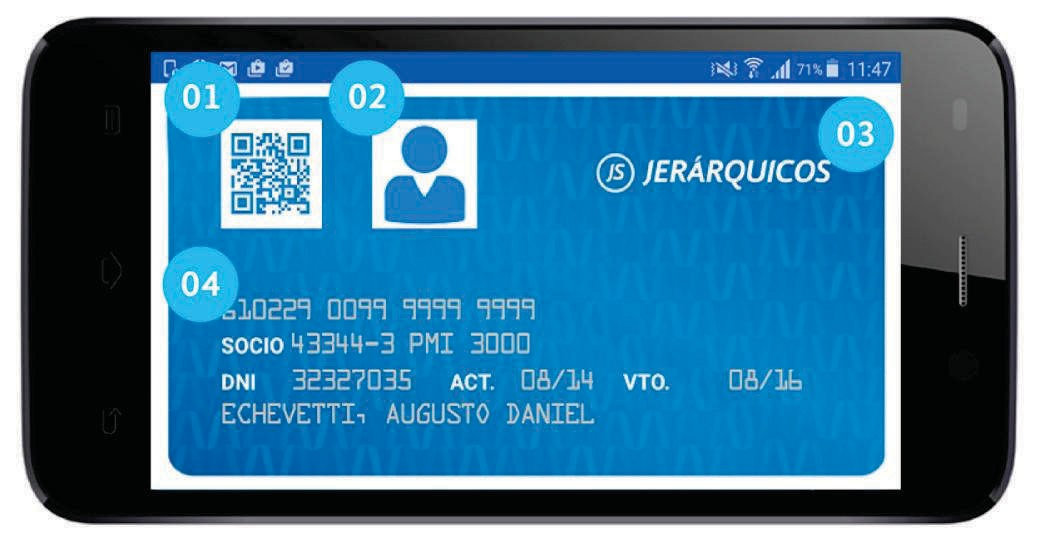 71% 11:47
01
02
03
JS JERÁRQUICOS
04
610229 0099 9999 9999
SOCIO 43344-3 PMI 3000
DNI 32327035 ACT. 08/14 VTO. 08/16
ECHEVETTI, AUGUSTO DANIEL